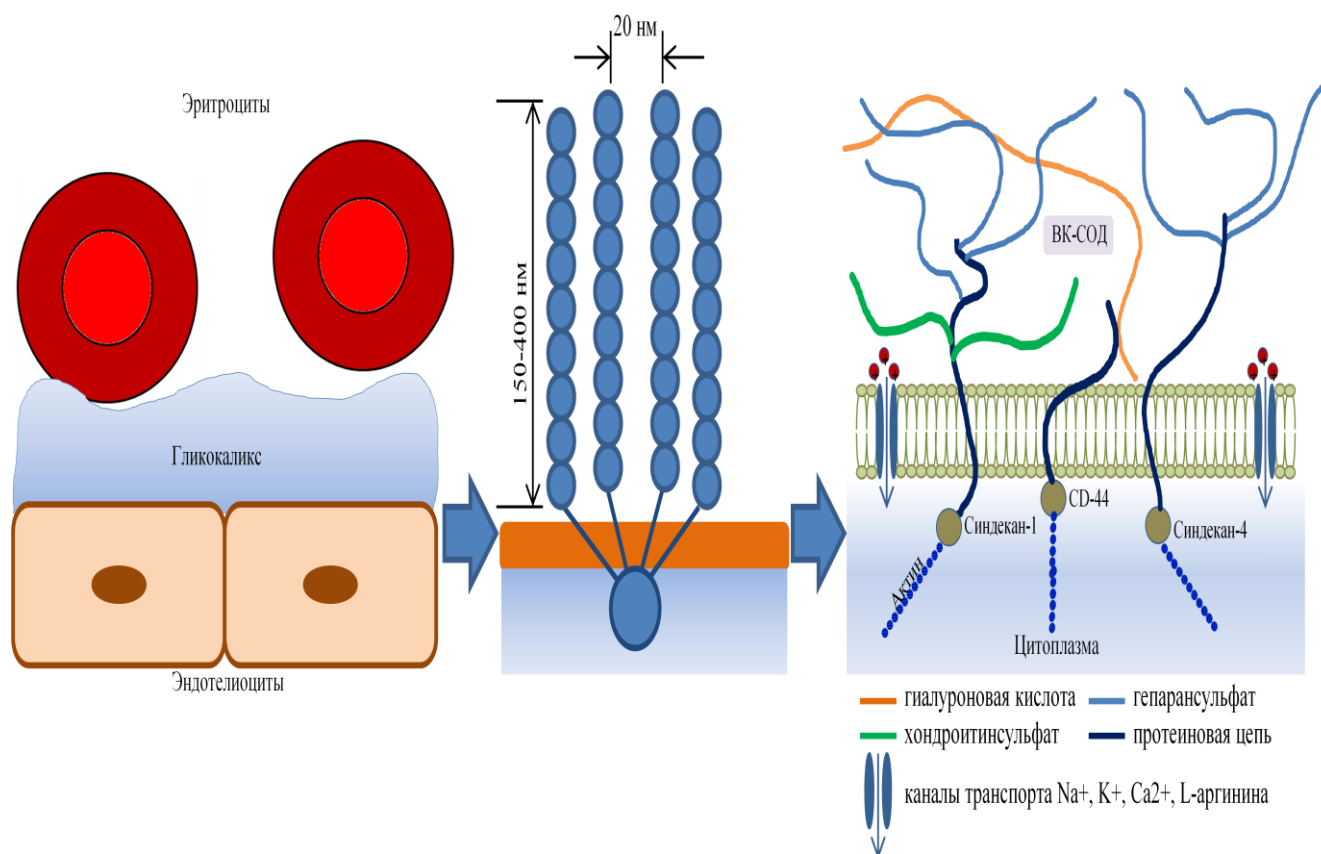 20 нм
Эритроциты
150-400 нм
ВК-СОД
Гликокаликс
CD-44
Синдекан-1
Синдекан-4
Актин
Цитоплазма
Эндотелиоциты
гиалуроновая кислота
гепарансульфат
хондроитинсульфат
протеиновая цепь
каналы транспорта Na+, K+, Ca2+, L-аргинина
+
+
+
+
+
+